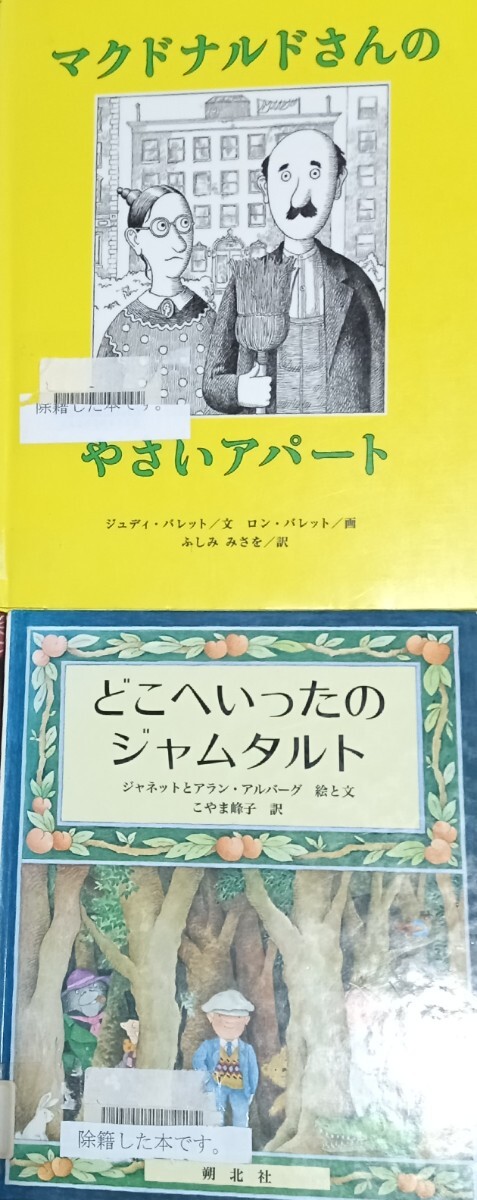 マクドナルドさんの
除籍した本です。
やさいアパート
ジュディ・バレット/文 ロン・バレット/画
ふしみ みさを/訳
どこへいったの
ジャムタルト
ジャネットとアラン・アルバーグ 絵と文
こやま峰子 訳
除籍した本です。
朔北社